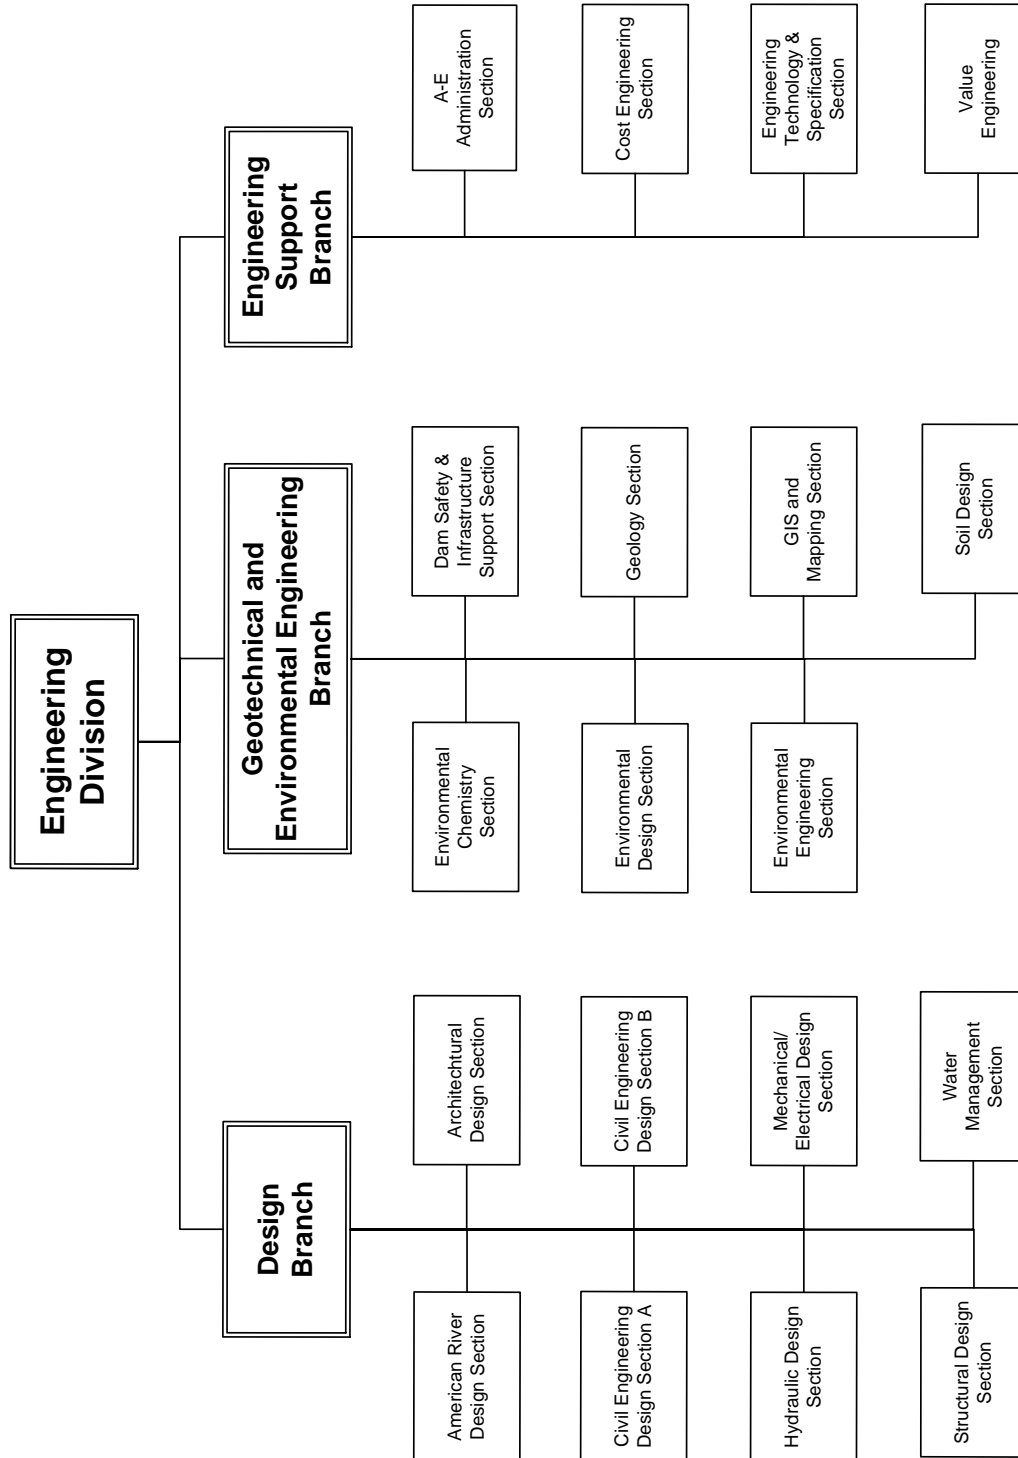 Engineering
Division
Design
Branch
Geotechnical and
Environmental Engineering
Branch
Engineering
Support
Branch
American River
Design Section
Architechtural
Design Section
Environmental
Chemistry
Section
Dam Safety &
Infrastructure
Support Section
A-E
Administration
Section
Civil Engineering
Design Section A
Civil Engineering
Design Section B
Environmental
Design Section
Geology Section
Cost Engineering
Section
Hydraulic Design
Section
Mechanical/
Electrical Design
Section
Environmental
Engineering
Section
GIS and
Mapping Section
Engineering
Technology &
Specification
Section
Structural Design
Section
Water
Management
Section
Soil Design
Section
Value
Engineering